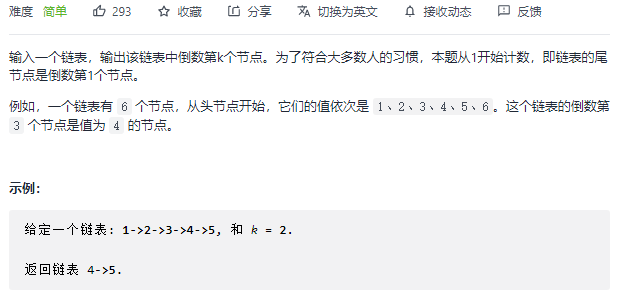 难度 简单 293 收藏 分享 切换为英文 接收动态 反馈
输入一个链表，输出该链表中倒数第k个节点。为了符合大多数人的习惯，本题从1开始计数，即链表的尾
节点是倒数第1个节点。
例如，一个链表有 6 个节点，从头节点开始，它们的值依次是 1、2、3、4、5、6。这个链表的倒数第
3 个节点是值为 4 的节点。
示例：
给定一个链表: 1->2->3->4->5, 和 k = 2.
返回链表 4->5.